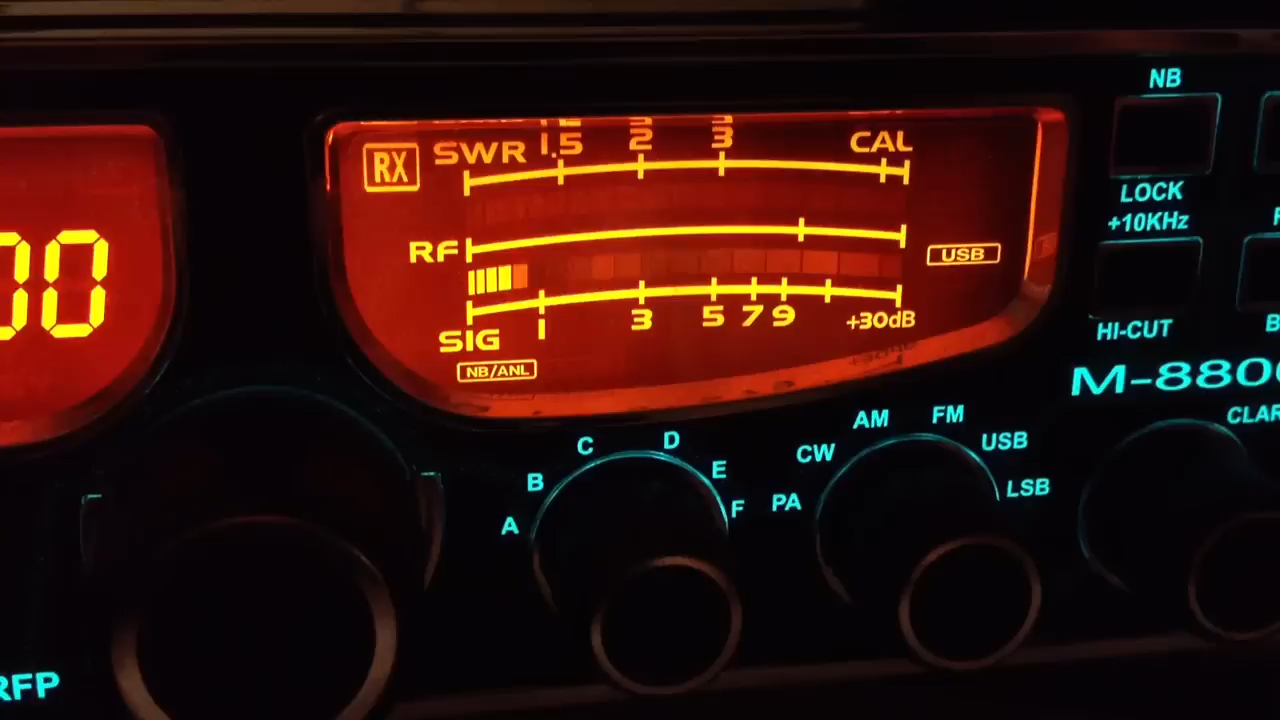 NB
1.5 2 3 CAL
SWR
RX
LOCK
+10KHz
RF
USB
00
1 3 5 7 9 +30dB
SIG
HI-CUT
NB/ANL
M-880
CLAR
A B C D E F
PA CW AM FM USB LSB
RFP